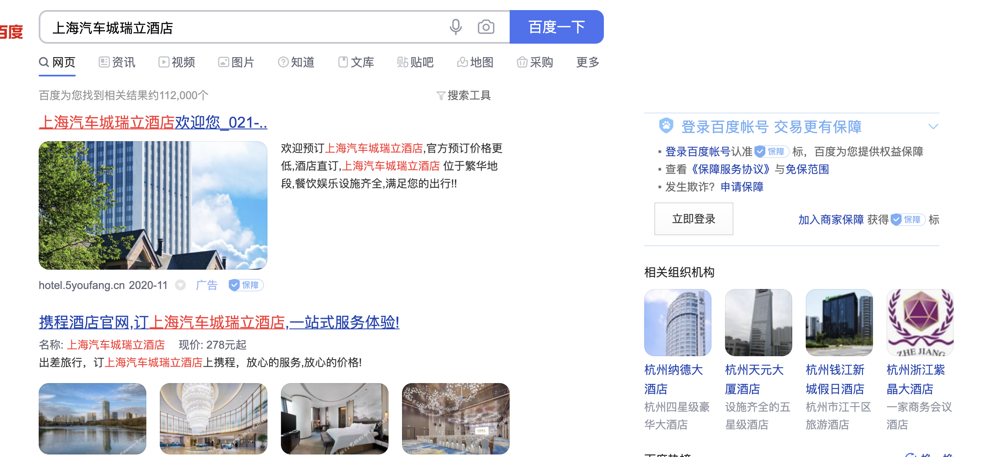 百度
上海汽车城瑞立酒店
百度一下
网页 资讯 视频 图片 知道 文库 贴吧 地图 采购 更多
百度为您找到相关结果约112,000个
搜索工具
上海汽车城瑞立酒店欢迎您_021-..
欢迎预订上海汽车城瑞立酒店,官方预订价格更
低,酒店直订,上海汽车城瑞立酒店 位于繁华地
段,餐饮娱乐设施齐全,满足您的出行!!
hotel.5youfang.cn 2020-11 广告 保障
携程酒店官网,订上海汽车城瑞立酒店,一站式服务体验!
名称: 上海汽车城瑞立酒店 现价: 278元起
出差旅行，订上海汽车城瑞立酒店上携程，放心的服务,放心的价格!
登录百度帐号 交易更有保障
▪ 登录百度帐号认准 保障 标，百度为您提供权益保障
▪ 查看《保障服务协议》与免保范围
▪ 发生欺诈？申请保障
立即登录
加入商家保障 获得 保障 标
相关组织机构
ZHE JIANG
杭州纳德大
酒店
杭州四星级豪
华大酒店
杭州天元大
厦酒店
设施齐全的五
星级酒店
杭州钱江新
城假日酒店
杭州市江干区
旅游酒店
杭州浙江紫
晶大酒店
一家商务会议
酒店